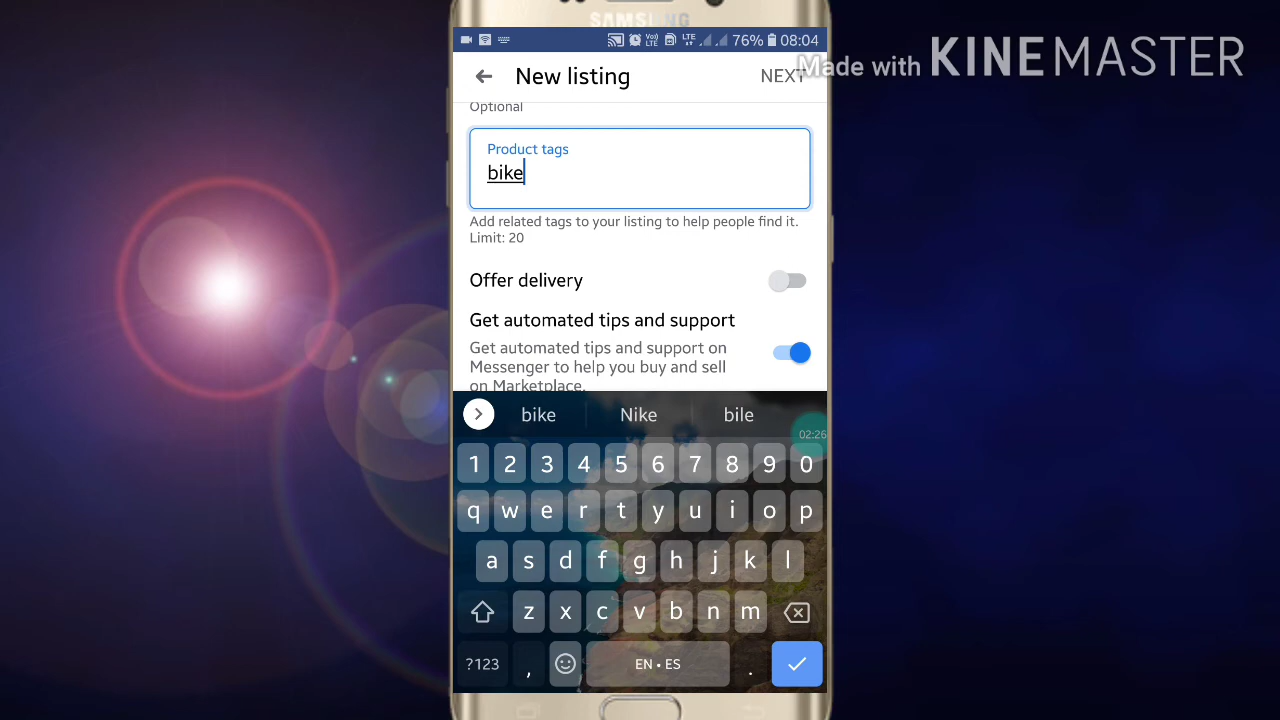 SAMSUNG
76% 08:04
Made with KINEMASTER
New listing
NEXT
Optional
Product tags
bike
Add related tags to your listing to help people find it.
Limit: 20
Offer delivery
Get automated tips and support
Get automated tips and support on
Messenger to help you buy and sell
on Marketplace.
bike Nike bile
02:26
1 2 3 4 5 6 7 8 9 0
q w e r t y u i o p
a s d f g h j k l
z x c v b n m
?123 , EN • ES .